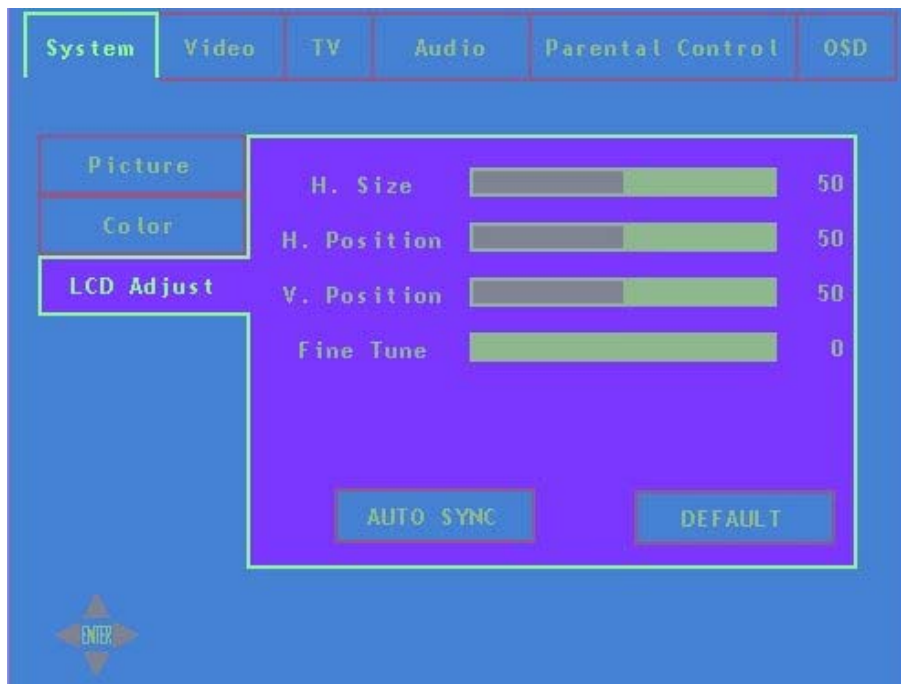 System Video TV Audio Parental Control OSD
Picture
Color
LCD Adjust
H. Size 50
H. Position 50
V. Position 50
Fine Tune 0
AUTO SYNC DEFAULT
ENTER